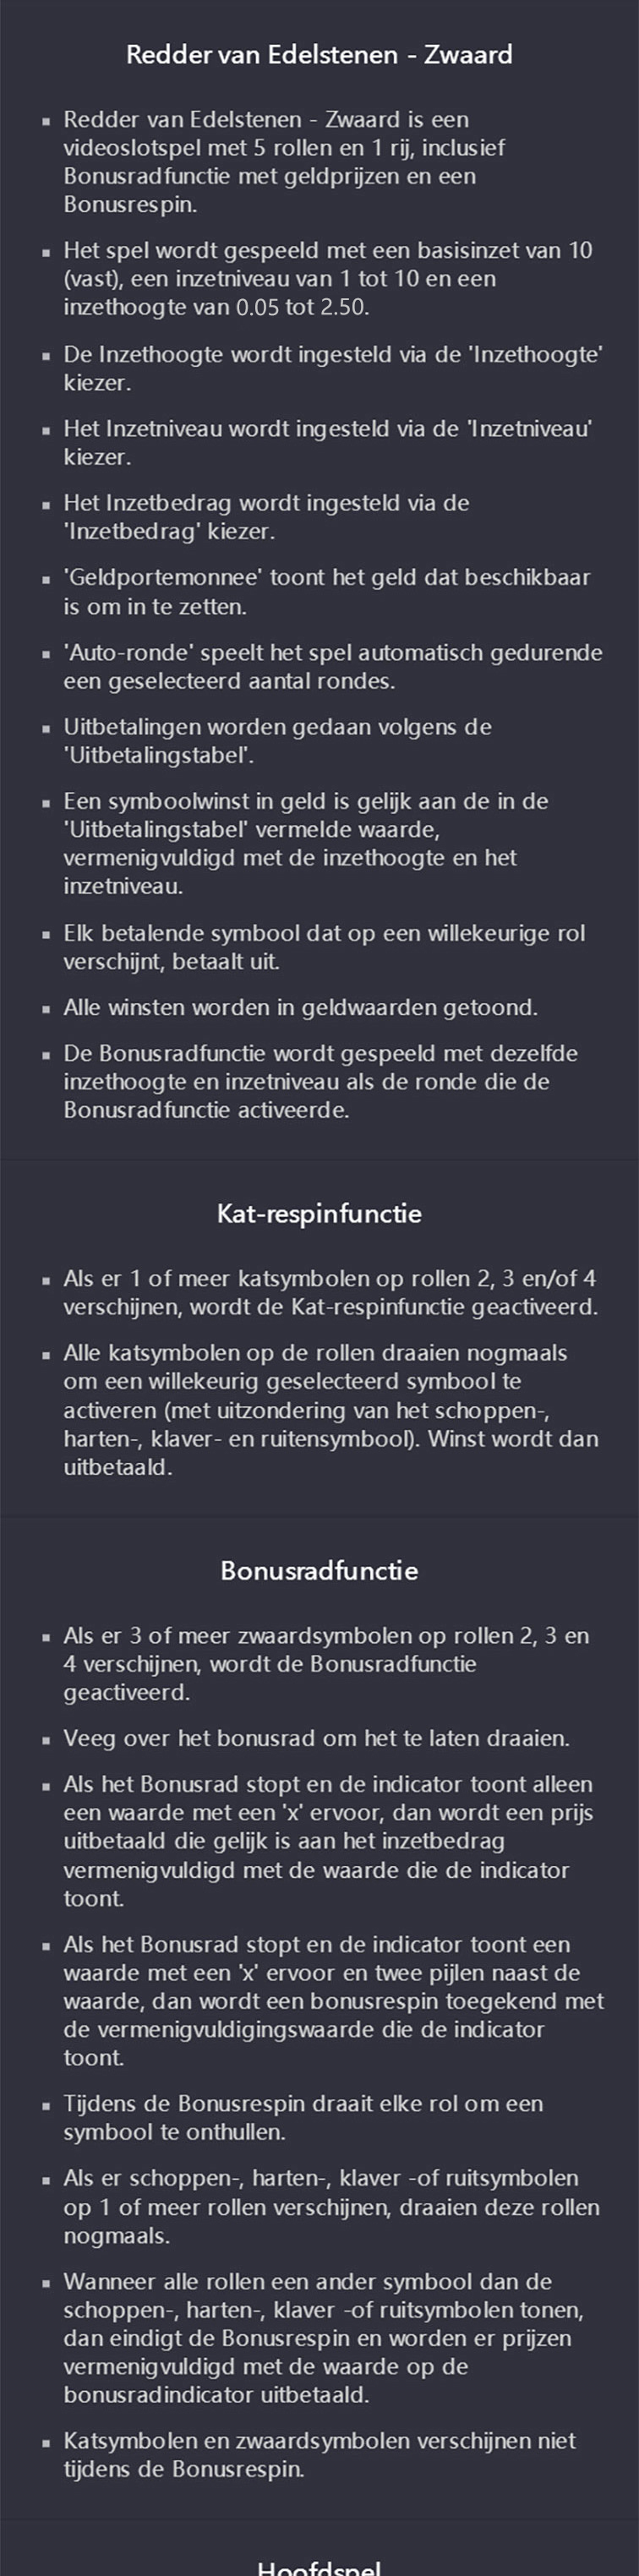 Redder van Edelstenen - Zwaard
▪ Redder van Edelstenen - Zwaard is een
videoslotspel met 5 rollen en 1 rij, inclusief
Bonusradfunctie met geldprijzen en een
Bonusrespin.
▪ Het spel wordt gespeeld met een basisinzet van 10
(vast), een inzetniveau van 1 tot 10 en een
inzethoogte van 0.05 tot 2.50.
▪ De Inzethoogte wordt ingesteld via de 'Inzethoogte'
kiezer.
▪ Het Inzetniveau wordt ingesteld via de 'Inzetniveau'
kiezer.
▪ Het Inzetbedrag wordt ingesteld via de
'Inzetbedrag' kiezer.
▪ 'Geldportemonnee' toont het geld dat beschikbaar
is om in te zetten.
▪ 'Auto-ronde' speelt het spel automatisch gedurende
een geselecteerd aantal rondes.
▪ Uitbetalingen worden gedaan volgens de
'Uitbetalingstabel'.
▪ Een symboolwinst in geld is gelijk aan de in de
'Uitbetalingstabel' vermelde waarde,
vermenigvuldigd met de inzethoogte en het
inzetniveau.
▪ Elk betalende symbool dat op een willekeurige rol
verschijnt, betaalt uit.
▪ Alle winsten worden in geldwaarden getoond.
▪ De Bonusradfunctie wordt gespeeld met dezelfde
inzethoogte en inzetniveau als de ronde die de
Bonusradfunctie activeerde.
Kat-respinfunctie
▪ Als er 1 of meer katsymbolen op rollen 2, 3 en/of 4
verschijnen, wordt de Kat-respinfunctie geactiveerd.
▪ Alle katsymbolen op de rollen draaien nogmaals
om een willekeurig geselecteerd symbool te
activeren (met uitzondering van het schoppen-,
harten-, klaver- en ruitensymbool). Winst wordt dan
uitbetaald.
Bonusradfunctie
▪ Als er 3 of meer zwaardsymbolen op rollen 2, 3 en
4 verschijnen, wordt de Bonusradfunctie
geactiveerd.
▪ Veeg over het bonusrad om het te laten draaien.
▪ Als het Bonusrad stopt en de indicator toont alleen
een waarde met een 'x' ervoor, dan wordt een prijs
uitbetaald die gelijk is aan het inzetbedrag
vermenigvuldigd met de waarde die de indicator
toont.
▪ Als het Bonusrad stopt en de indicator toont een
waarde met een 'x' ervoor en twee pijlen naast de
waarde, dan wordt een bonusrespin toegekend met
de vermenigvuldigingswaarde die de indicator
toont.
▪ Tijdens de Bonusrespin draait elke rol om een
symbool te onthullen.
▪ Als er schoppen-, harten-, klaver -of ruitsymbolen
op 1 of meer rollen verschijnen, draaien deze rollen
nogmaals.
▪ Wanneer alle rollen een ander symbool dan de
schoppen-, harten-, klaver -of ruitsymbolen tonen,
dan eindigt de Bonusrespin en worden er prijzen
vermenigvuldigd met de waarde op de
bonusradindicator uitbetaald.
▪ Katsymbolen en zwaardsymbolen verschijnen niet
tijdens de Bonusrespin.
Hoofdspel